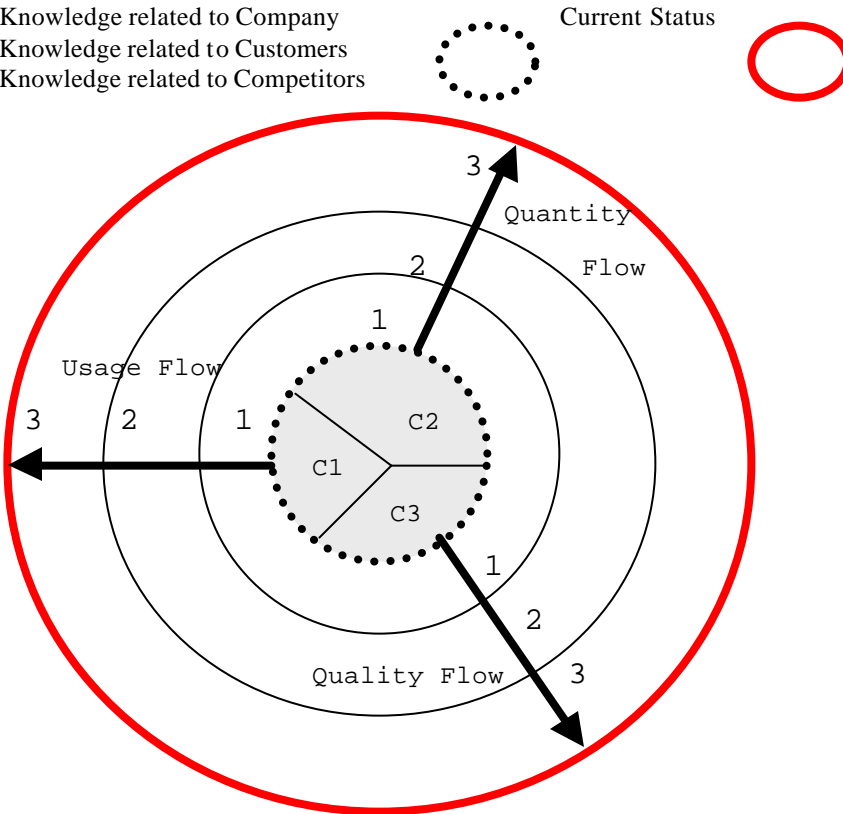 Knowledge related to Company
Current Status
Knowledge related to Customers
Knowledge related to Competitors
3
Quantity
Flow
2
1
Usage Flow
3
2
1
C2
C1
C3
1
2
Quality Flow
3